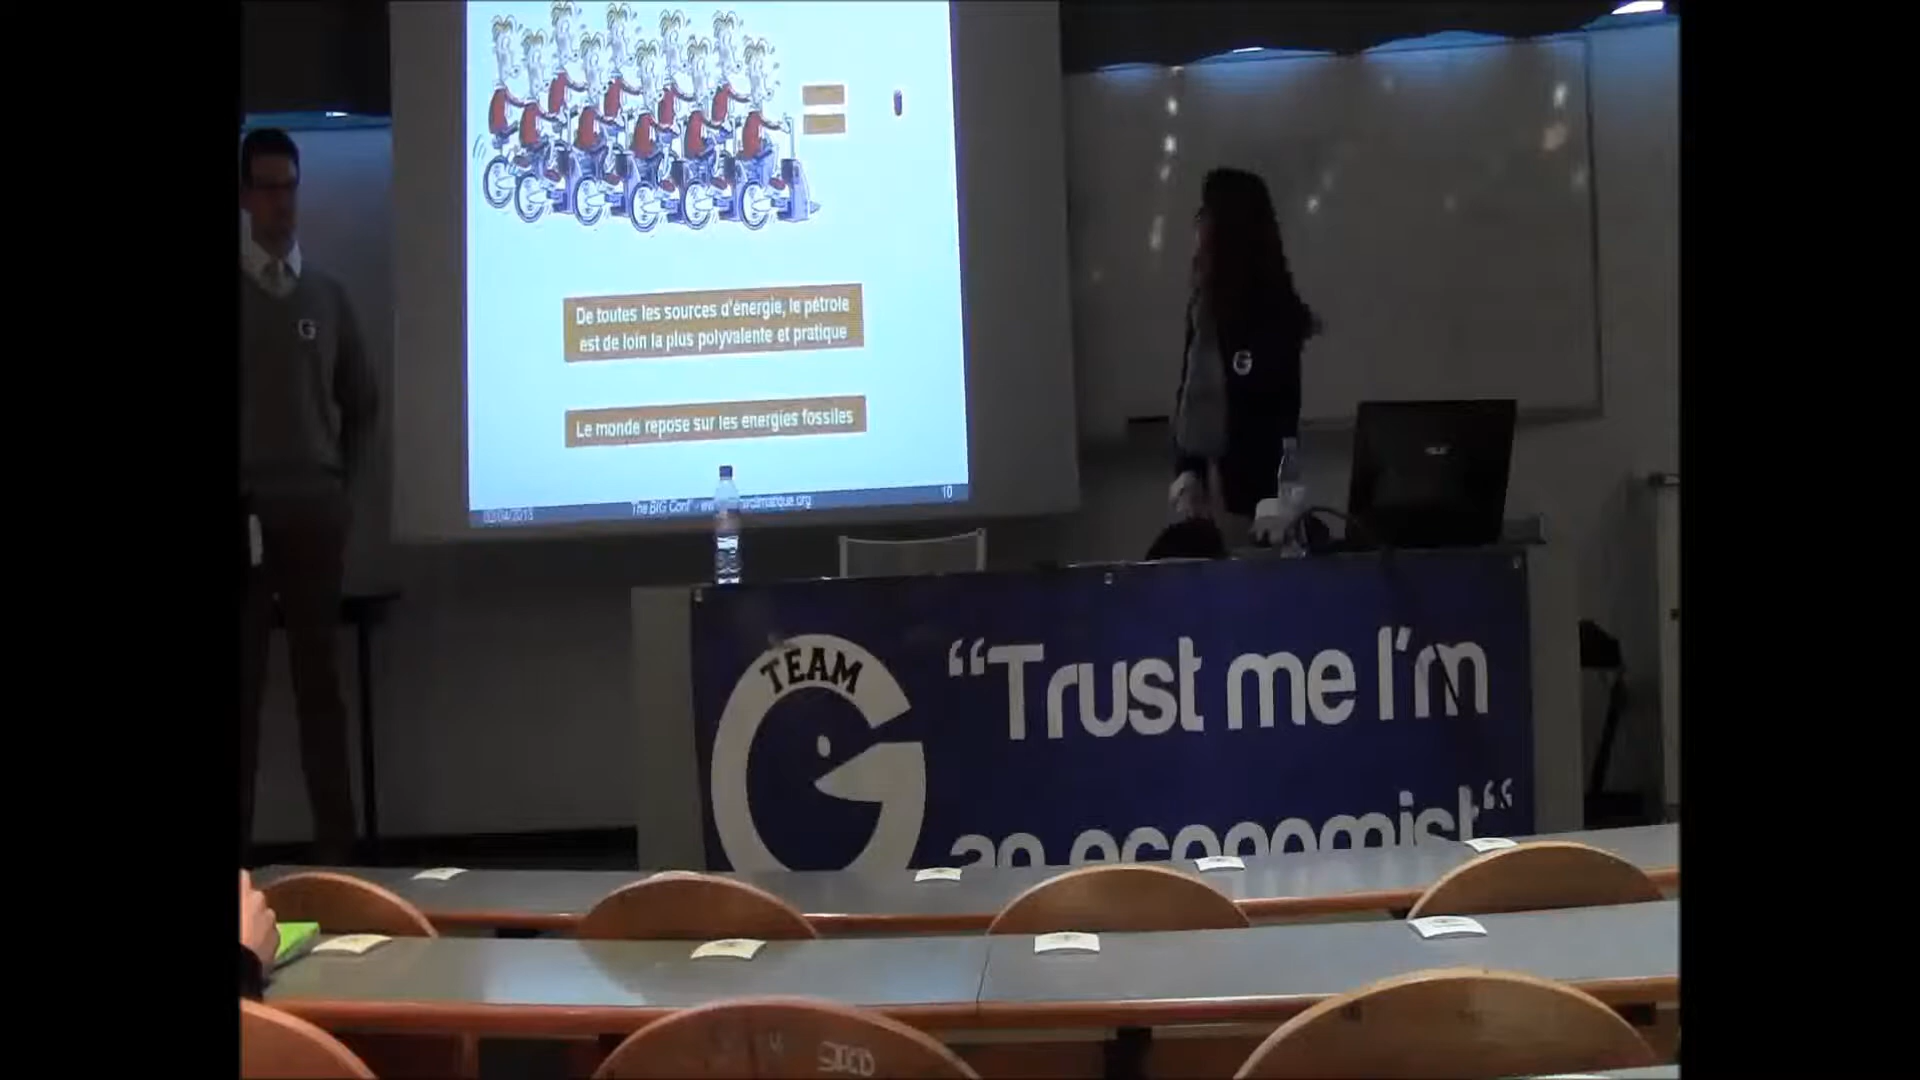 De toutes les sources d'énergie, le pétrole
est de loin la plus polyvalente et pratique
Le monde repose sur les energies fossiles
The BIG Conf' - 
10
G
G
ASUS
TEAM
G
“Trust me I'm
an economist“